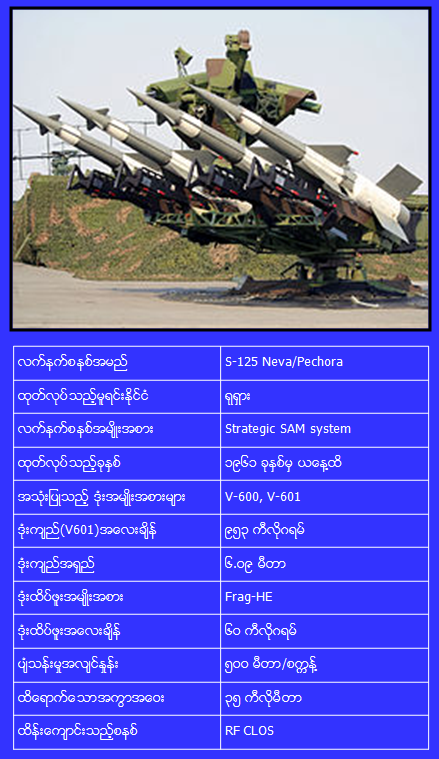 လက်နက်စနစ်အမည် S-125 Neva/Pechora
ထုတ်လုပ်သည့်မူရင်းနိုင်ငံ ရုရှား
လက်နက်စနစ်အမျိုးအစား Strategic SAM system
ထုတ်လုပ်သည့်ခုနှစ် ၁၉၆၁ ခုနှစ်မှ ယနေ့ထိ
အသုံးပြုသည့် ဒုံးအမျိုးအစားများ V-600, V-601
ဒုံးကျည်(V601)အလေးချိန် ၉၅၃ ကီလိုဂရမ်
ဒုံးကျည်အရှည် ၆.၀၉ မီတာ
ဒုံးထိပ်ဖူးအမျိုးအစား Frag-HE
ဒုံးထိပ်ဖူးအလေးချိန် ၆၀ ကီလိုဂရမ်
ပျံသန်းမှုအလျင်နှုန်း ၅၀၀ မီတာ/စက္ကန့်
ထိရောက်သောအကွာအဝေး ၃၅ ကီလိုမီတာ
ထိန်းကျောင်းသည့်စနစ် RF CLOS